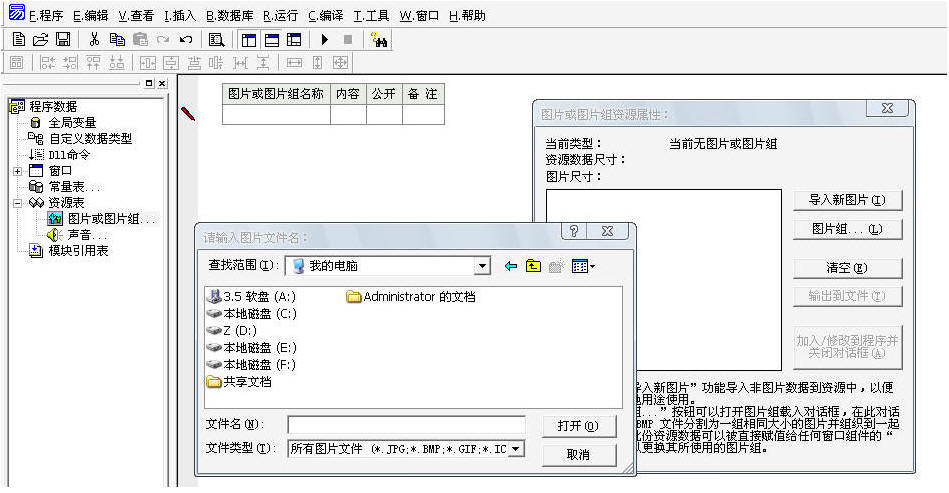 F.程序 E.编辑 V.查看 I.插入 B.数据库 R.运行 C.编译 T.工具 W.窗口 H.帮助
程序数据
全局变量
自定义数据类型
Dll命令
窗口
常量表...
资源表
图片或图片组...
声音...
模块引用表
图片或图片组名称 内容 公开 备 注
图片或图片组资源属性：
当前类型： 当前无图片或图片组
资源数据尺寸：
图片尺寸：
导入新图片(I)
图片组...(L)
清空(E)
输出到文件(T)
加入/修改到程序并
关闭对话框(A)
导入新图片”功能导入非图片数据到资源中，以便
他用途使用。
组...”按钮可以打开图片组载入对话框，在此对话
BMP 文件分割为一组相同大小的图片并组织到一起
此份资源数据可以被直接赋值给任何窗口组件的“
以更换其所使用的图片组。
请输入图片文件名：
查找范围(I)： 我的电脑
3.5 软盘 (A:)
本地磁盘 (C:)
Z (D:)
本地磁盘 (E:)
本地磁盘 (F:)
共享文档
Administrator 的文档
文件名(N)： 打开(O)
文件类型(T)： 所有图片文件 (*.JPG;*.BMP;*.GIF;*.IC 取消